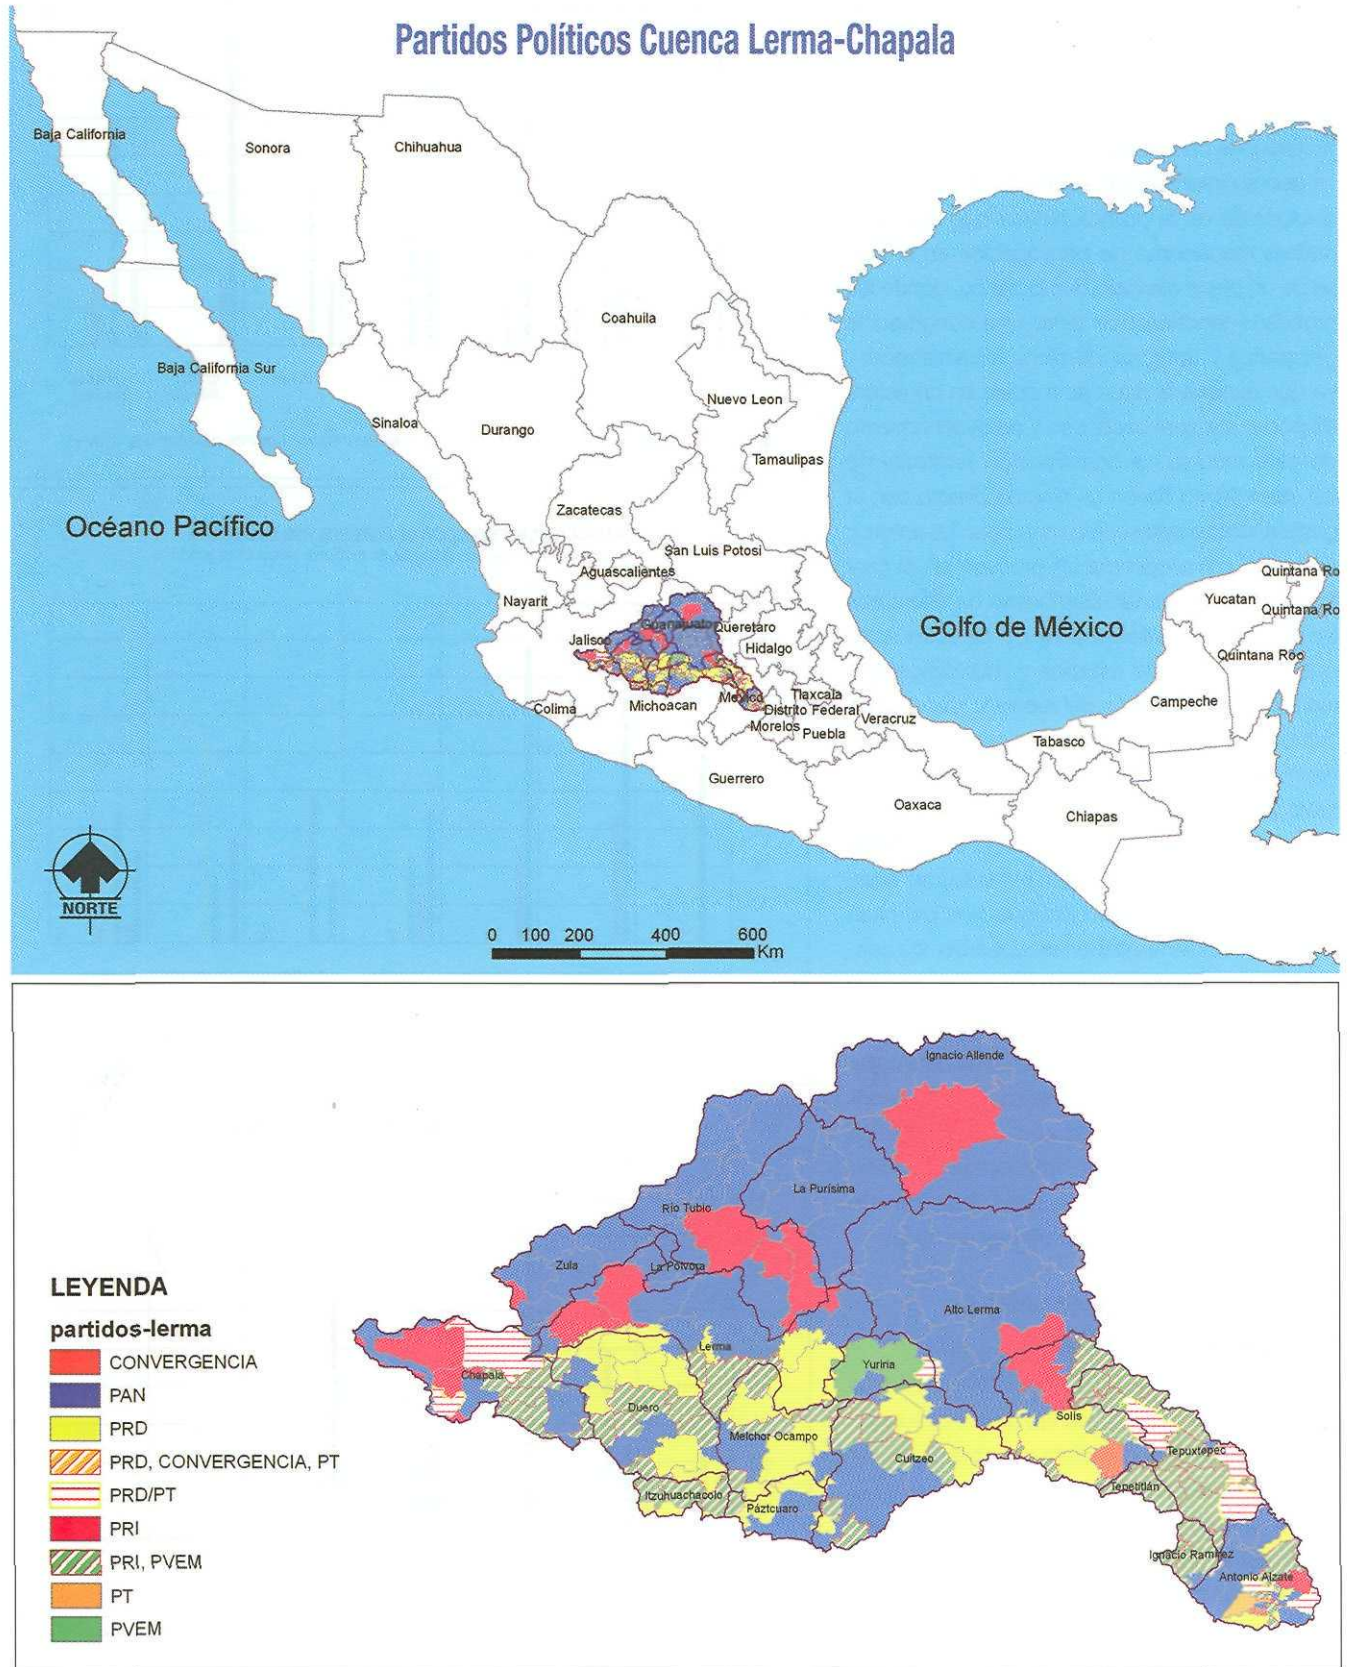 Partidos Políticos Cuenca Lerma-Chapala
Baja California
Sonora
Chihuahua
Coahuila
Baja California Sur
Nuevo Leon
Sinaloa
Durango
Tamaulipas
Zacatecas
Océano Pacífico
San Luis Potosi
Aguascalientes
Quintana Ro
Nayarit
Yucatan
Quintana Ro
Guanajuato
Queretaro
Golfo de México
Jalisco
Hidalgo
Quintana Roo
Mexico
Tlaxcala
Campeche
Colima
Michoacan
Distrito Federal
Veracruz
Morelos
Puebla
Tabasco
Guerrero
Oaxaca
Chiapas
NORTE
0 100 200 400 600
Km
Ignacio Allende
La Purísima
Río Tubio
Zula
La Polvora
Alto Lerma
LEYENDA
partidos-lerma
CONVERGENCIA
PAN
PRD
PRD, CONVERGENCIA, PT
PRD/PT
PRI
PRI, PVEM
PT
PVEM
Lerma
Yuriria
Chapala
Duero
Solís
Melchor Ocampo
Tepuxtepec
Cuitzeo
Tepetitlán
Itzuhuachacolo
Páztcuaro
Ignacio Ramírez
Antonio Alzate